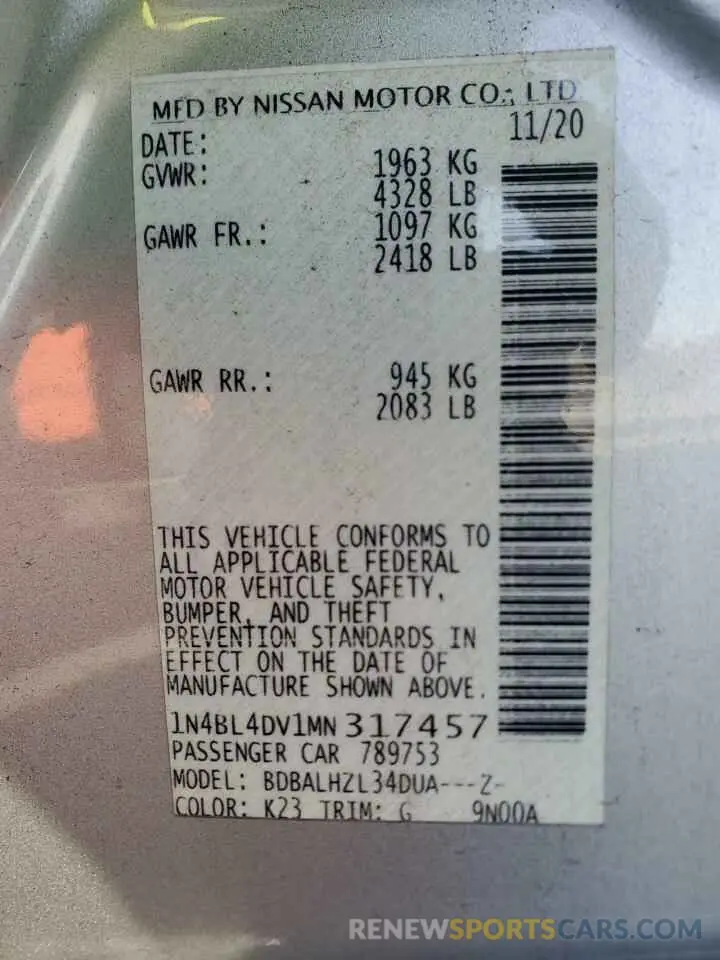 MFD BY NISSAN MOTOR CO., LTD
DATE: 11/20
GVWR: 1963 KG
4328 LB
GAWR FR.: 1097 KG
2418 LB
GAWR RR.: 945 KG
2083 LB
THIS VEHICLE CONFORMS TO
ALL APPLICABLE FEDERAL
MOTOR VEHICLE SAFETY,
BUMPER, AND THEFT
PREVENTION STANDARDS IN
EFFECT ON THE DATE OF
MANUFACTURE SHOWN ABOVE.
1N4BL4DV1MN 317457
PASSENGER CAR 789753
MODEL: BDBALHZL34DUA---Z-
COLOR: K23 TRIM: G 9N00A
RENEWSPORTSCARS.COM